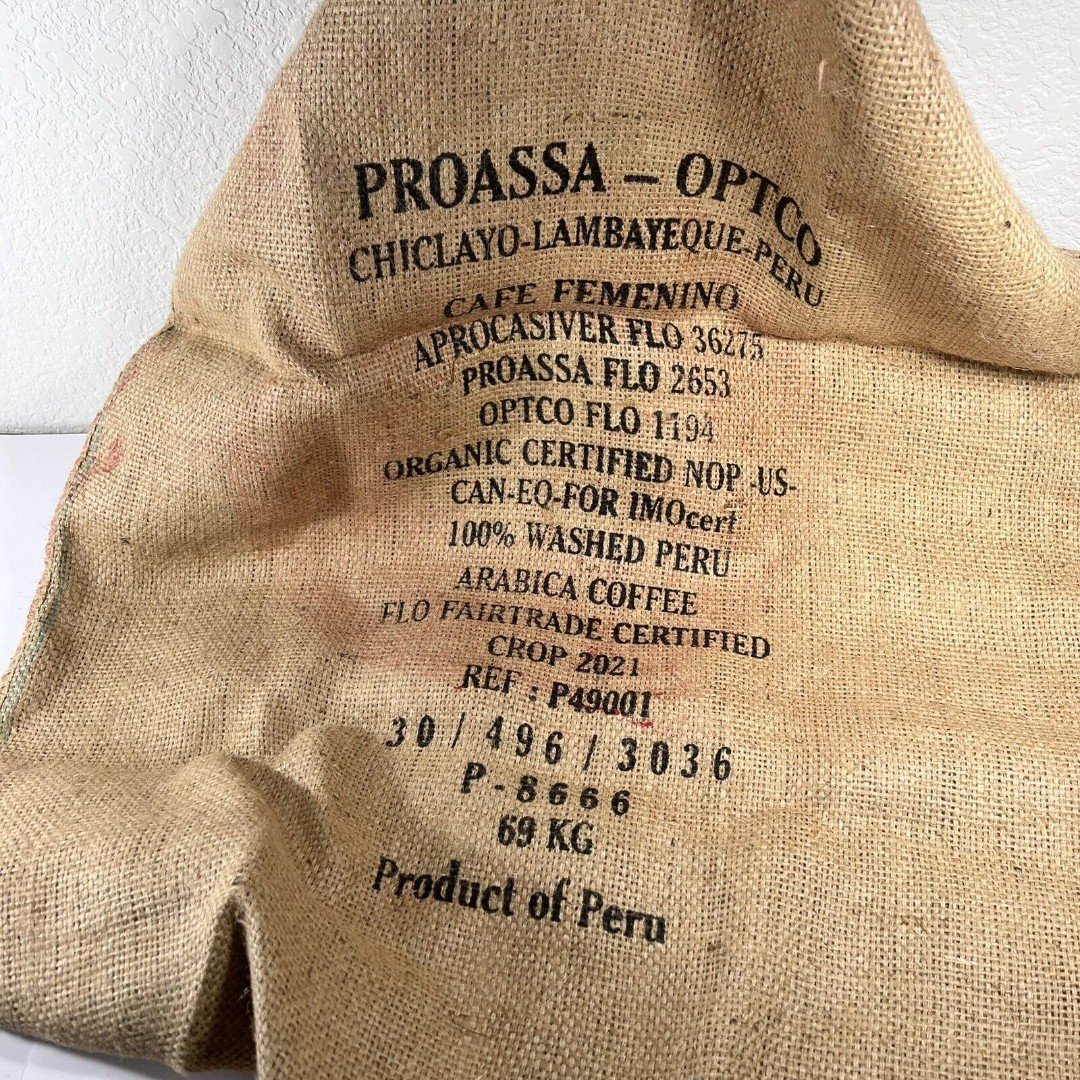 PROASSA – OPTCO
CHICLAYO-LAMBAYEQUE-PERU
CAFE FEMENINO
APROCASIVER FLO 36275
PROASSA FLO 2653
OPTCO FLO 1194
ORGANIC CERTIFIED NOP -US-
CAN-EQ-FOR IMOcert
100% WASHED PERU
ARABICA COFFEE
FLO FAIRTRADE CERTIFIED
CROP 2021
REF : P49001
30 / 496 / 3036
P - 8666
69 KG
Product of Peru